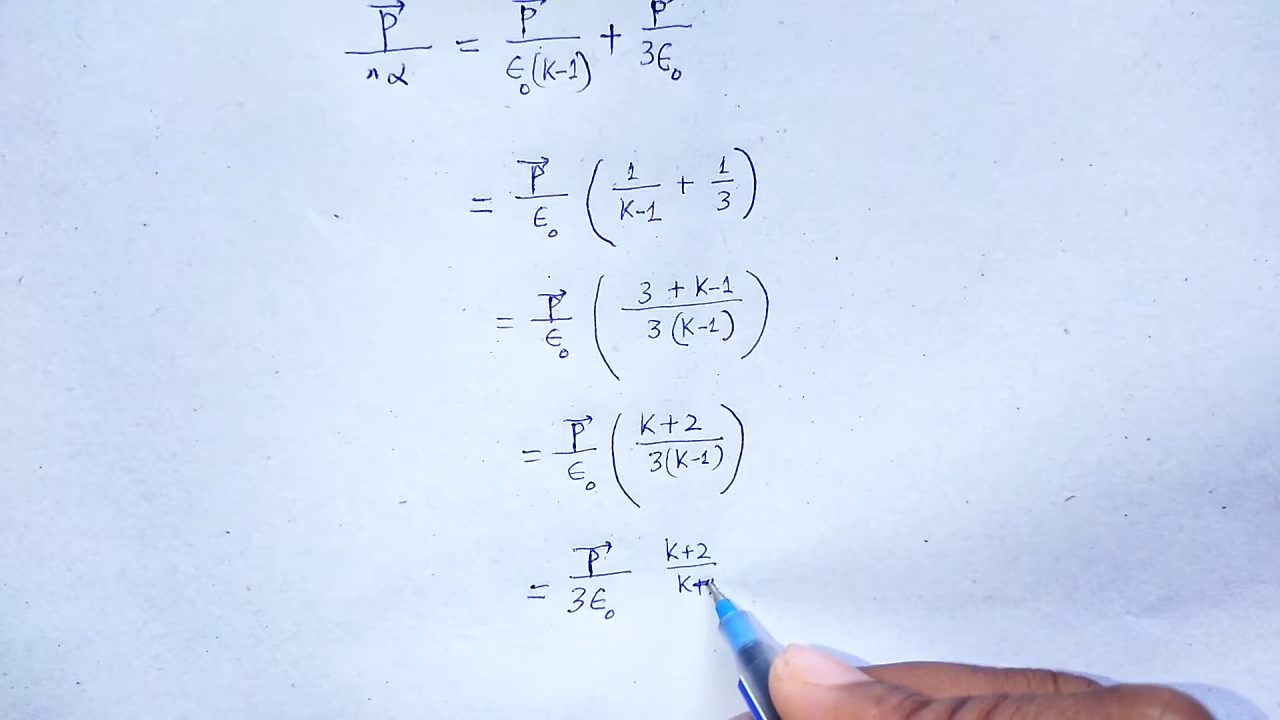 P⃗/nα = P⃗/ϵ₀(K-1) + P⃗/3ϵ₀
= P⃗/ϵ₀ (1/K-1 + 1/3)
= P⃗/ϵ₀ (3+K-1/3(K-1))
= P⃗/ϵ₀ (K+2/3(K-1))
= P⃗/3ϵ₀ K+2/K+